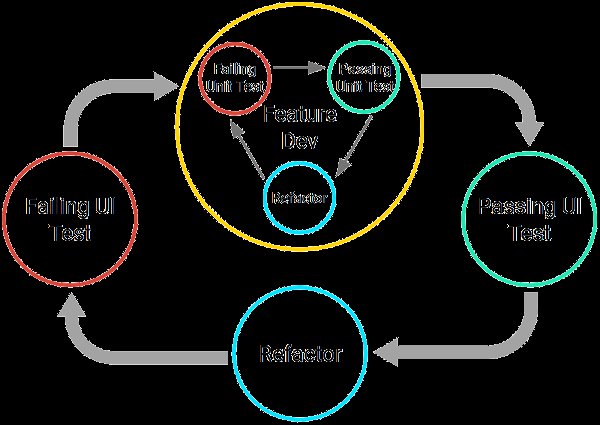 Failing
Unit Test
Passing
Unit Test
Feature
Dev
Refactor
Failing UI
Test
Passing UI
Test
Refactor